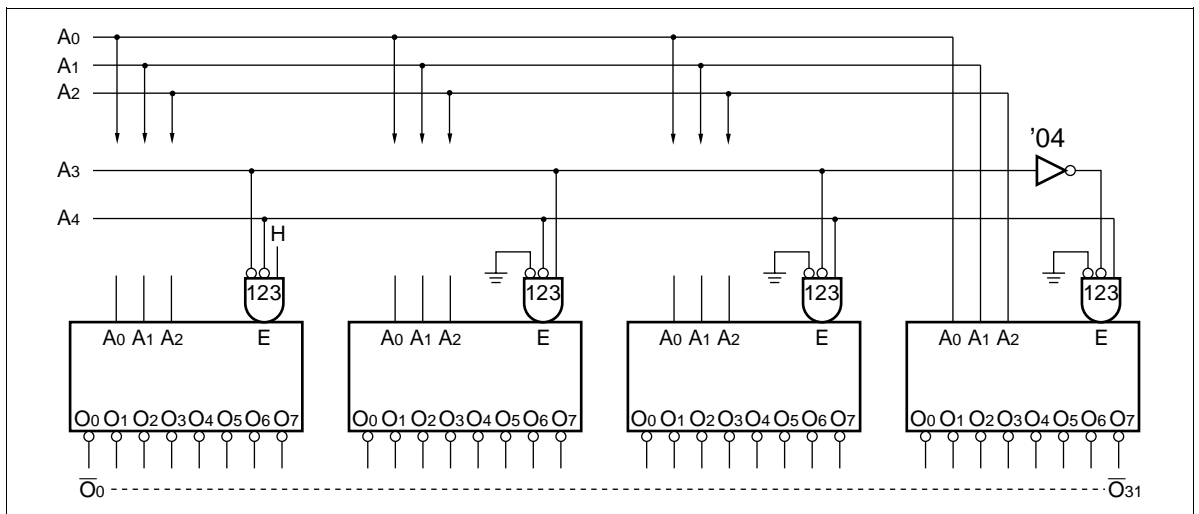 A0
A1
A2
'04
A3
A4
H
123 123 123 123
A0 A1 A2 E A0 A1 A2 E A0 A1 A2 E A0 A1 A2 E
O0 O1 O2 O3 O4 O5 O6 O7 O0 O1 O2 O3 O4 O5 O6 O7 O0 O1 O2 O3 O4 O5 O6 O7 O0 O1 O2 O3 O4 O5 O6 O7
O̅0 O̅31